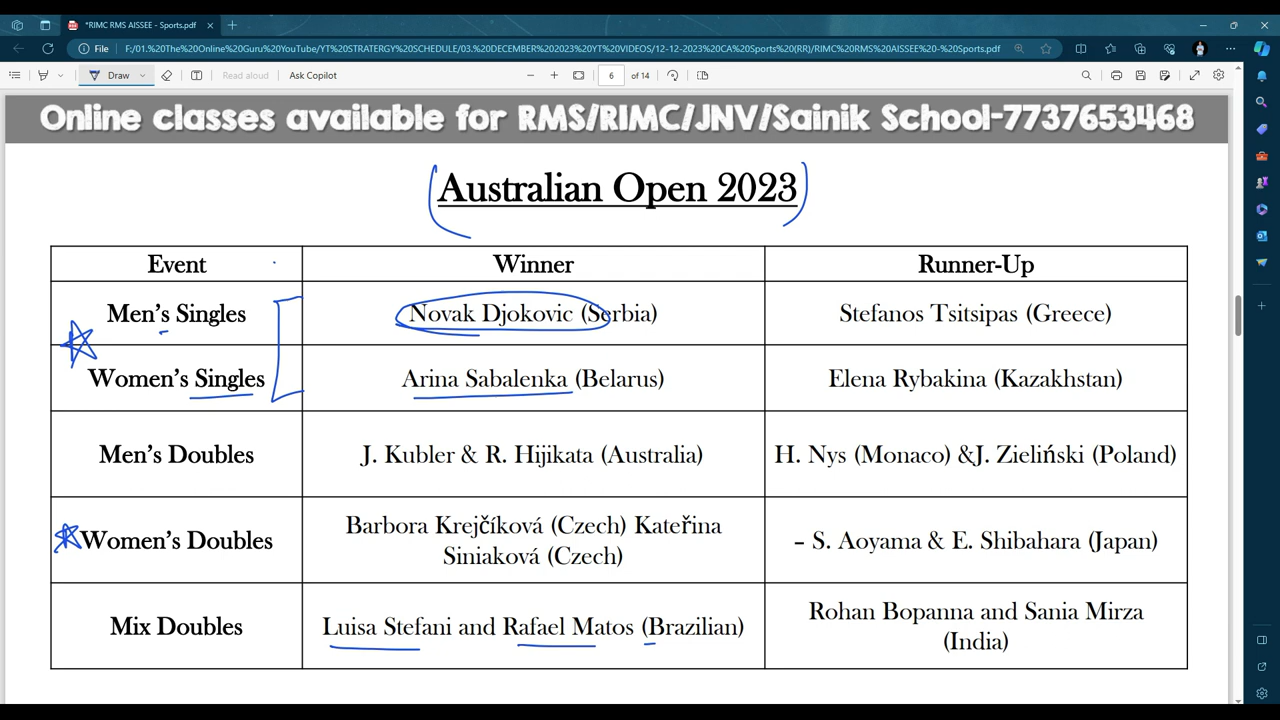 *RIMC RMS AISSEE - Sports.pdf
File
F:/01.%20The%20Online%20Guru%20YouTube/YT%20STRATERGY%20SCHEDULE/03.%20DECEMBER%202023%20YT%20VIDEOS/12-12-2023%20CA%20Sports%20(RR)/RIMC%20RMS%20AISSEE%20-%20Sports.pdf
Draw
Read aloud
Ask Copilot
6 of 14
Online classes available for RMS/RIMC/JNV/Sainik School-7737653468
Australian Open 2023
Event Winner Runner-Up
Men's Singles Novak Djokovic (Serbia) Stefanos Tsitsipas (Greece)
Women's Singles Arina Sabalenka (Belarus) Elena Rybakina (Kazakhstan)
Men's Doubles J. Kubler & R. Hijikata (Australia) H. Nys (Monaco) &J. Zieliński (Poland)
Women's Doubles Barbora Krejčíková (Czech) Kateřina
Siniaková (Czech) – S. Aoyama & E. Shibahara (Japan)
Mix Doubles Luisa Stefani and Rafael Matos (Brazilian) Rohan Bopanna and Sania Mirza
(India)